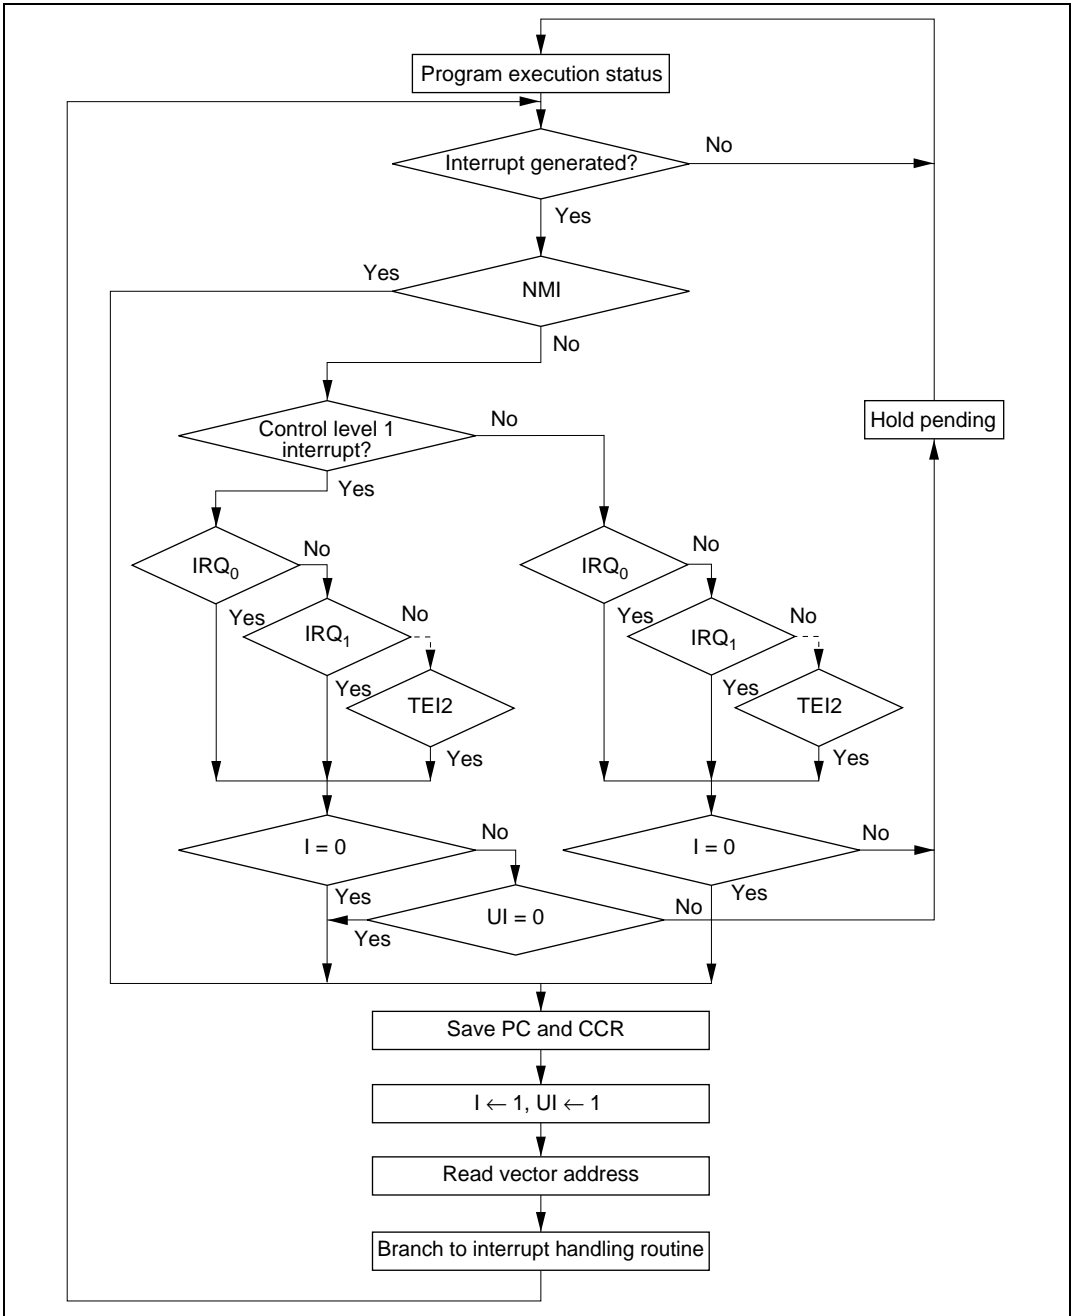 Program execution status
Interrupt generated?
No
Yes
Yes
NMI
No
Control level 1
interrupt?
No
Hold pending
Yes
IRQ0
No
IRQ0
No
Yes
IRQ1
No
Yes
IRQ1
No
Yes
TEI2
Yes
TEI2
Yes
Yes
I = 0
No
I = 0
No
Yes
Yes
UI = 0
No
Yes
Save PC and CCR
I ← 1, UI ← 1
Read vector address
Branch to interrupt handling routine